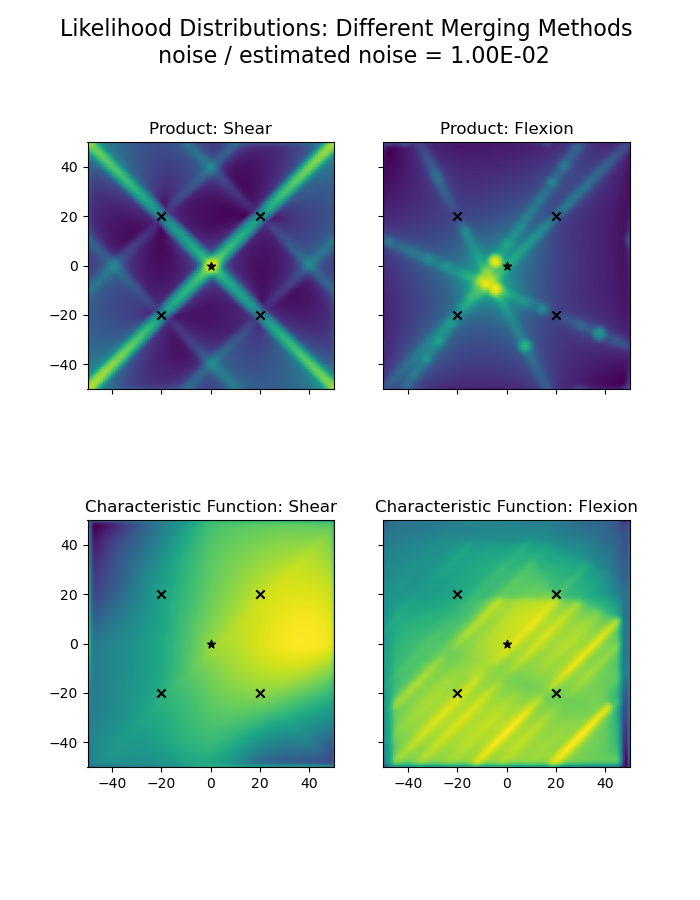 Likelihood Distributions: Different Merging Methods
noise / estimated noise = 1.00E-02
Product: Shear
Product: Flexion
40
20
0
−20
−40
Characteristic Function: Shear
Characteristic Function: Flexion
40
20
0
−20
−40
−40 −20 0 20 40
−40 −20 0 20 40